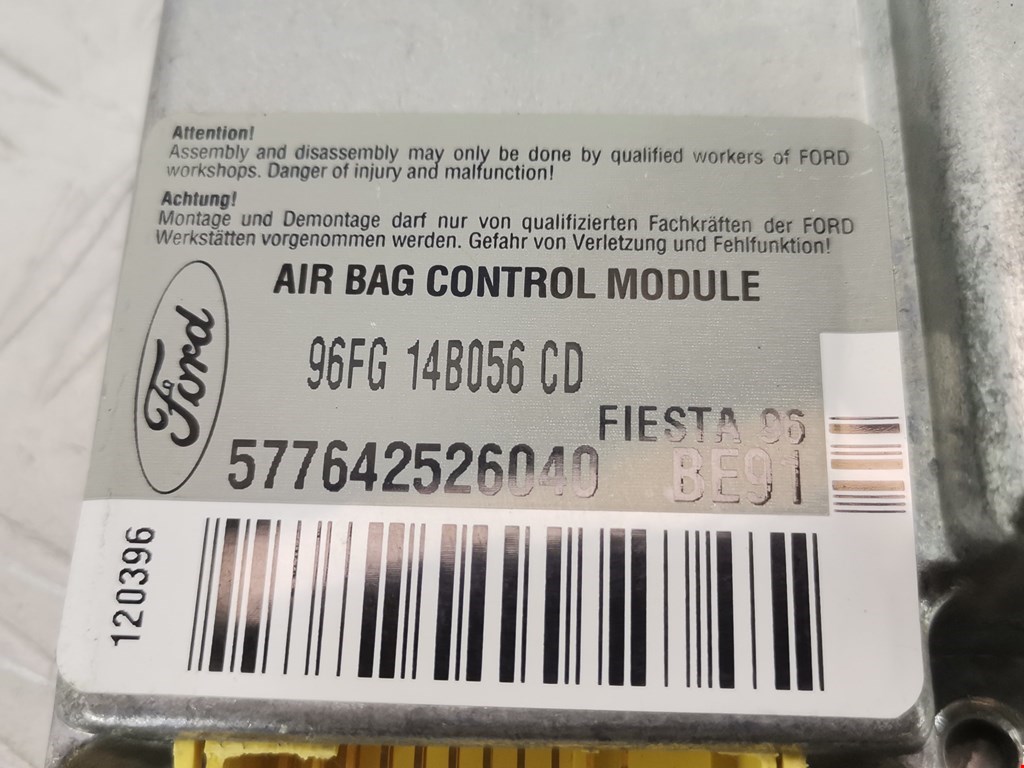 Attention!
Assembly and disassembly may only be done by qualified workers of FORD
workshops. Danger of injury and malfunction!
Achtung!
Montage und Demontage darf nur von qualifizierten Fachkräften der FORD
Werkstätten vorgenommen werden. Gefahr von Verletzung und Fehlfunktion!
AIR BAG CONTROL MODULE
Ford
96FG 14B056 CD
FIESTA 96
577642526040 BE91
120396